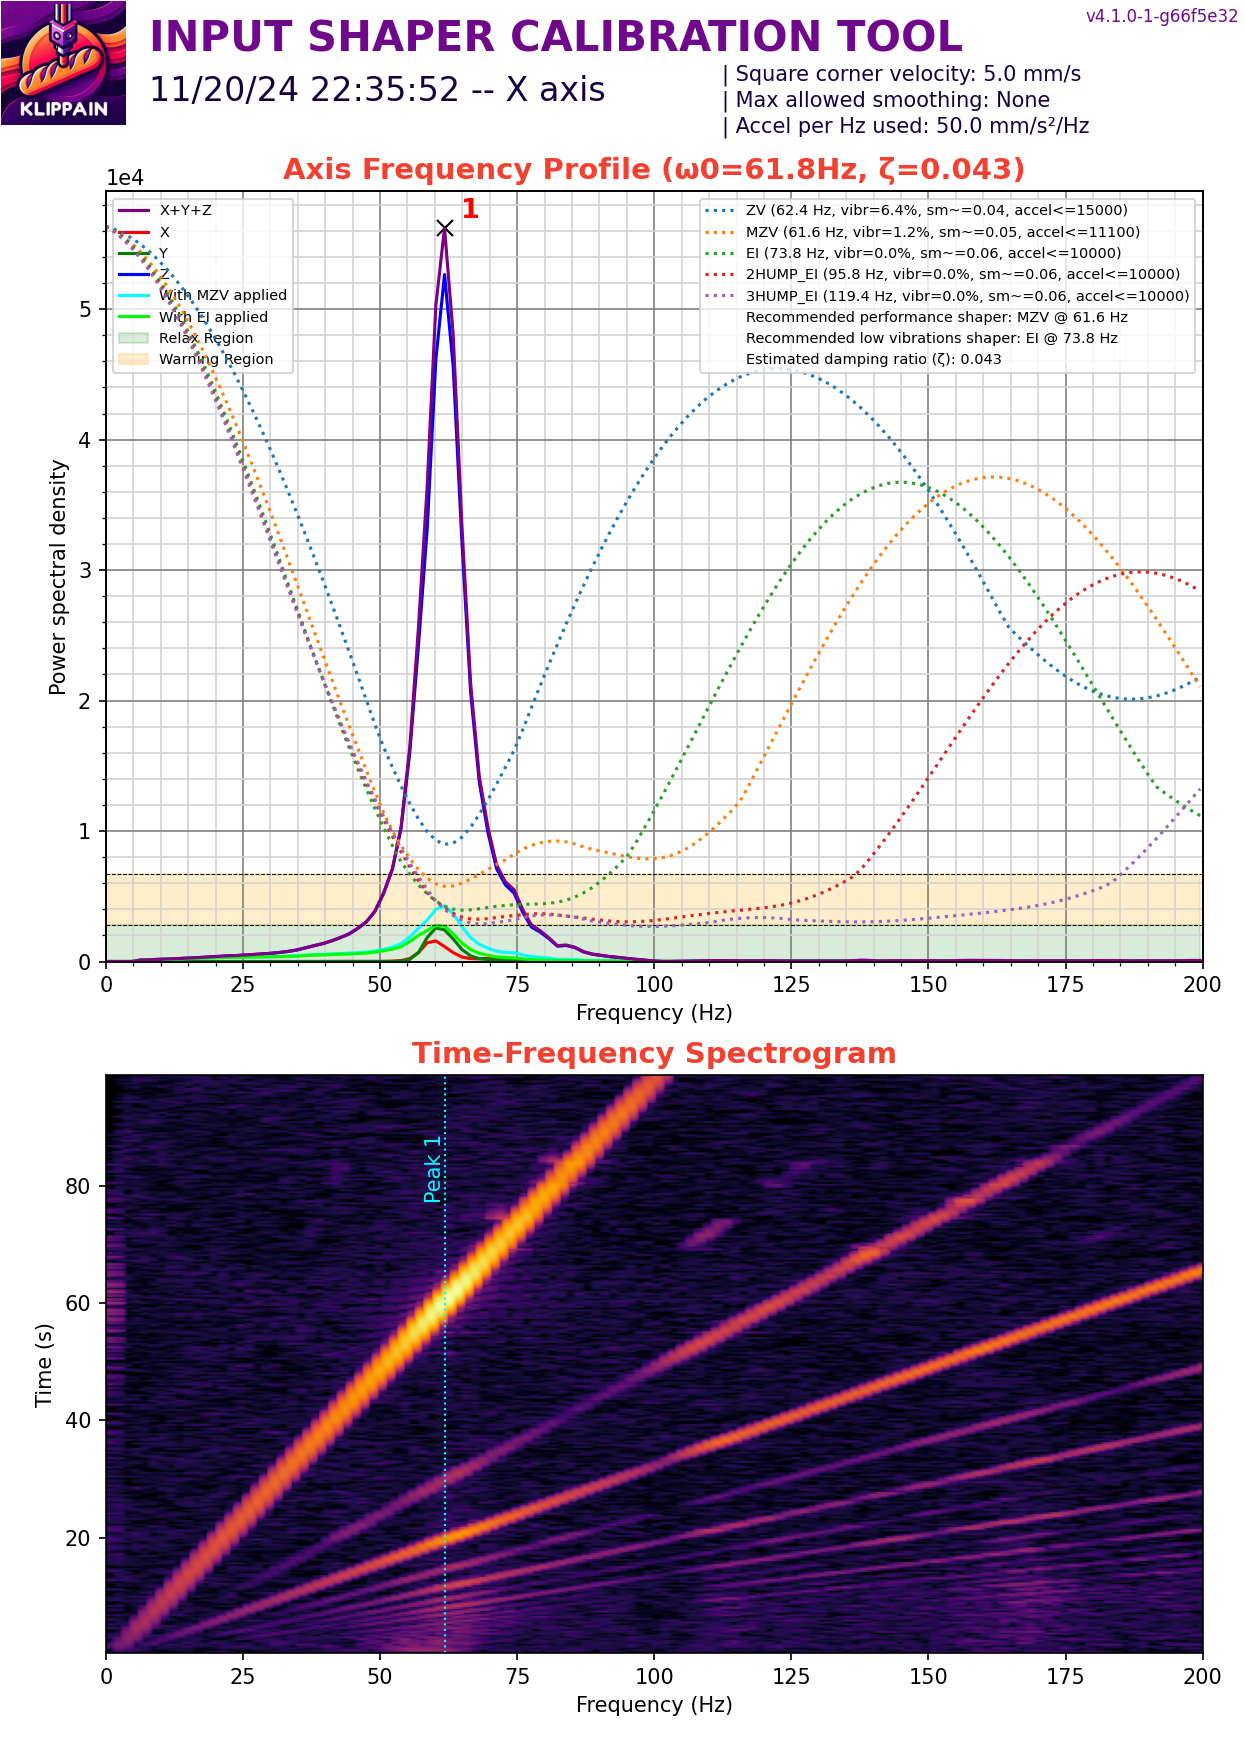 v4.1.0-1-g66f5e32
INPUT SHAPER CALIBRATION TOOL
11/20/24 22:35:52 -- X axis
| Square corner velocity: 5.0 mm/s
| Max allowed smoothing: None
| Accel per Hz used: 50.0 mm/s²/Hz
KLIPPAIN
Axis Frequency Profile (ω0=61.8Hz, ζ=0.043)
1e4
1
X+Y+Z
X
Y
Z
With MZV applied
With EI applied
Relax Region
Warning Region
ZV (62.4 Hz, vibr=6.4%, sm~=0.04, accel<=15000)
MZV (61.6 Hz, vibr=1.2%, sm~=0.05, accel<=11100)
EI (73.8 Hz, vibr=0.0%, sm~=0.06, accel<=10000)
2HUMP_EI (95.8 Hz, vibr=0.0%, sm~=0.06, accel<=10000)
3HUMP_EI (119.4 Hz, vibr=0.0%, sm~=0.06, accel<=10000)
Recommended performance shaper: MZV @ 61.6 Hz
Recommended low vibrations shaper: EI @ 73.8 Hz
Estimated damping ratio (ζ): 0.043
5
4
3
2
1
0
Power spectral density
0 25 50 75 100 125 150 175 200
Frequency (Hz)
Time-Frequency Spectrogram
Peak 1
80
60
40
20
Time (s)
0 25 50 75 100 125 150 175 200
Frequency (Hz)